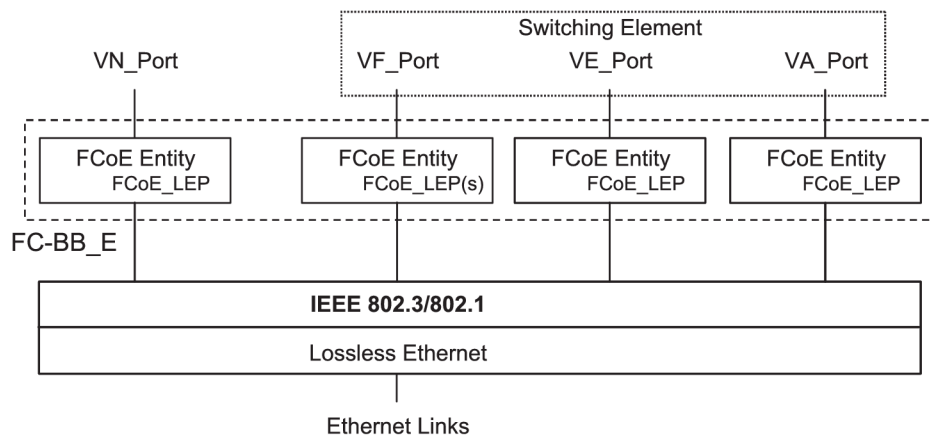 Switching Element
VN_Port
VF_Port
VE_Port
VA_Port
FCoE Entity
FCoE_LEP
FCoE Entity
FCoE_LEP(s)
FCoE Entity
FCoE_LEP
FCoE Entity
FCoE_LEP
FC-BB_E
IEEE 802.3/802.1
Lossless Ethernet
Ethernet Links